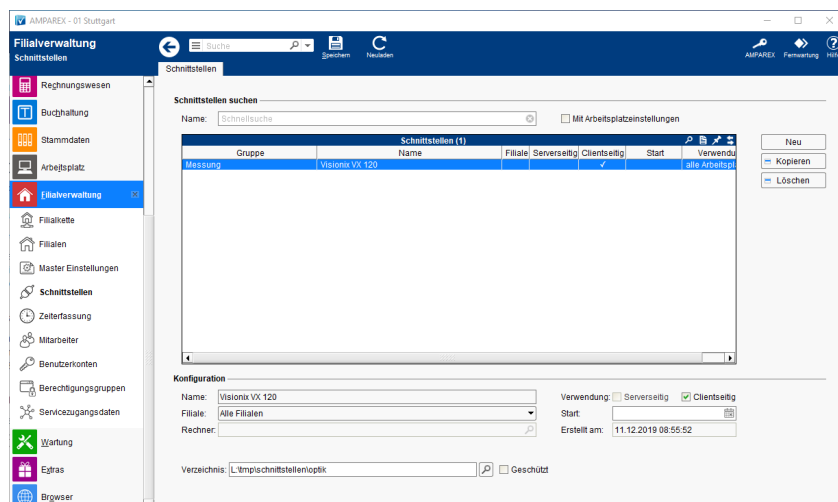 AMPAREX - 01 Stuttgart
Filialverwaltung
Schnittstellen
Suche
Speichern
Neuladen
AMPAREX
Fernwartung
Hilfe
Schnittstellen
Rechnungswesen
Buchhaltung
Stammdaten
Arbeitsplatz
Filialverwaltung
Filialkette
Filialen
Master Einstellungen
Schnittstellen
Zeiterfassung
Mitarbeiter
Benutzerkonten
Berechtigungsgruppen
Servicezugangsdaten
Wartung
Extras
Browser
Schnittstellen suchen
Name: Schnellsuche Mit Arbeitsplatzeinstellungen
Schnittstellen (1)
Gruppe Name Filiale Serverseitig Clientseitig Start Verwendu
Messung Visionix VX 120 ✓ alle Arbeitspl
Neu
Kopieren
Löschen
Konfiguration
Name: Visionix VX 120 Verwendung: Serverseitig Clientseitig
Filiale: Alle Filialen Start:
Rechner: Erstellt am: 11.12.2019 08:55:52
Verzeichnis: L:\tmp\schnittstellen\optik Geschützt